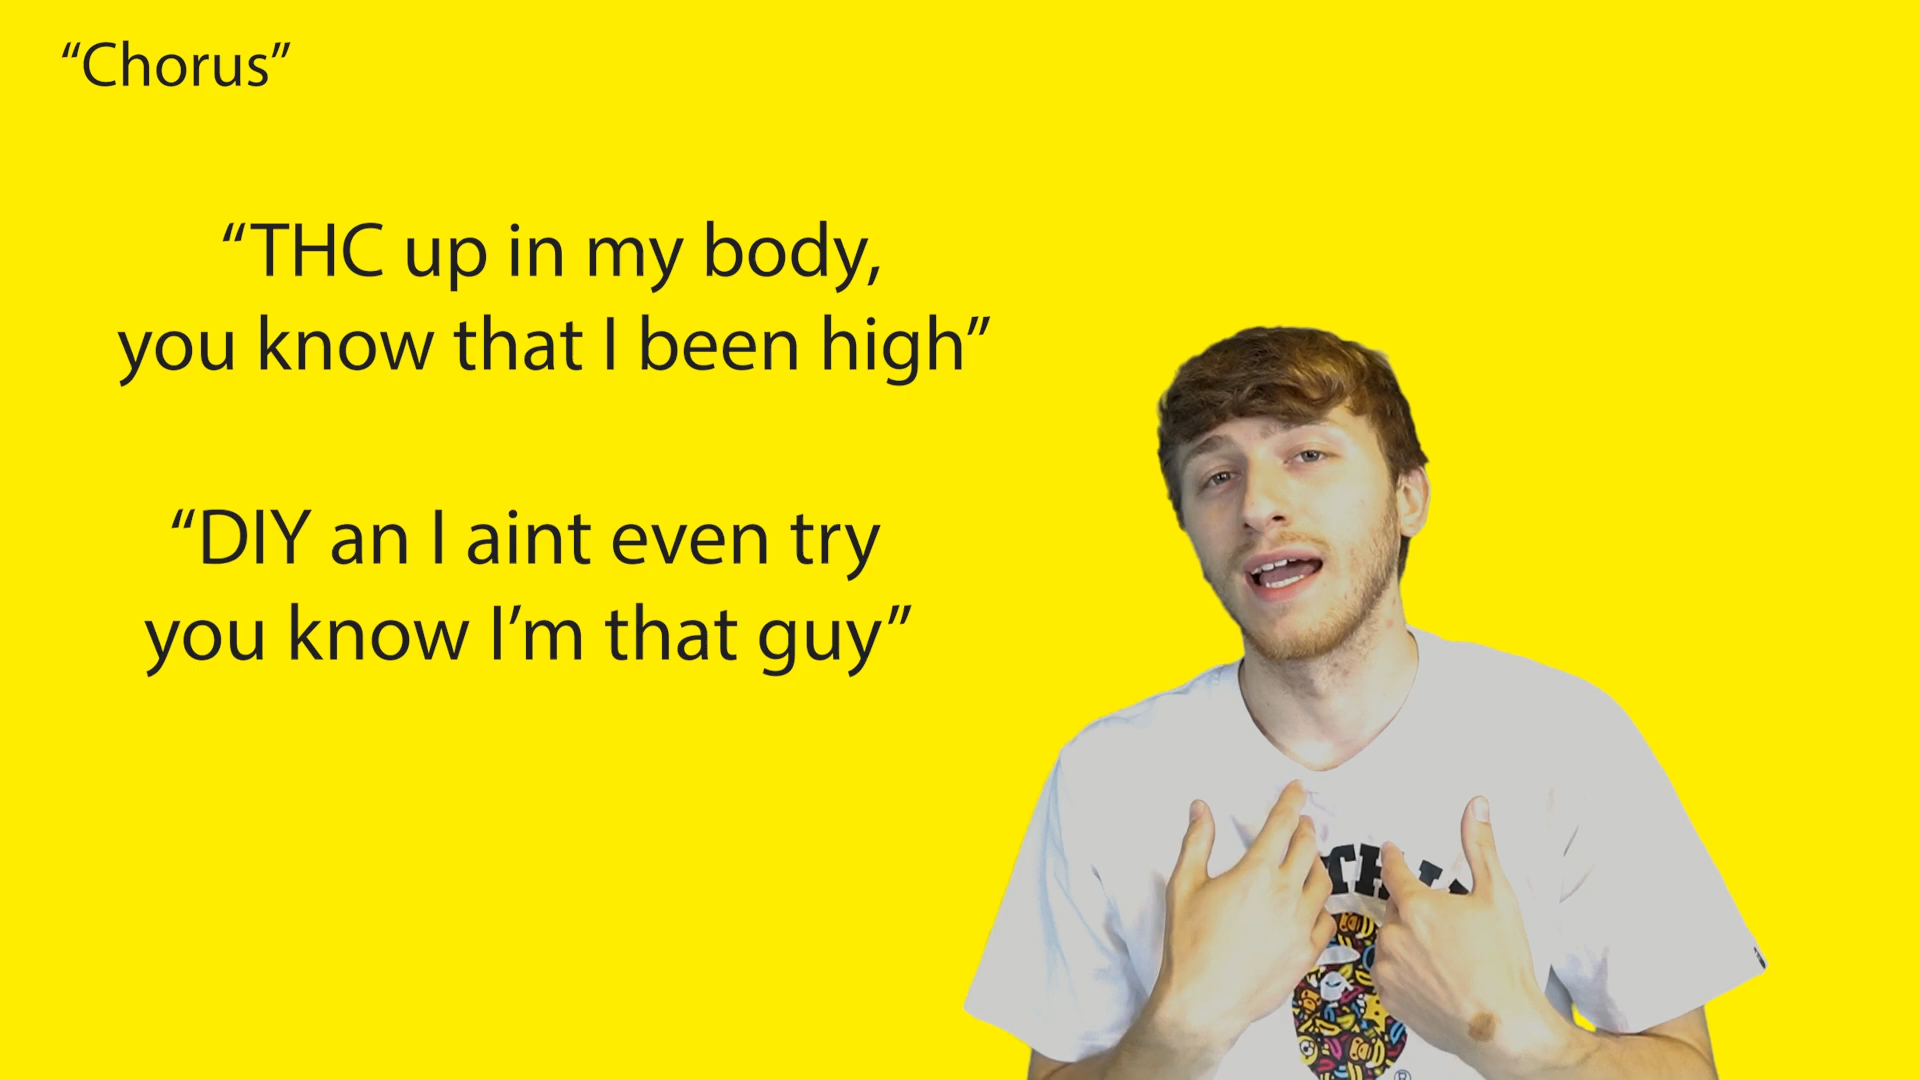 “Chorus”
“THC up in my body,
you know that I been high”
“DIY an I aint even try
you know I’m that guy”
®